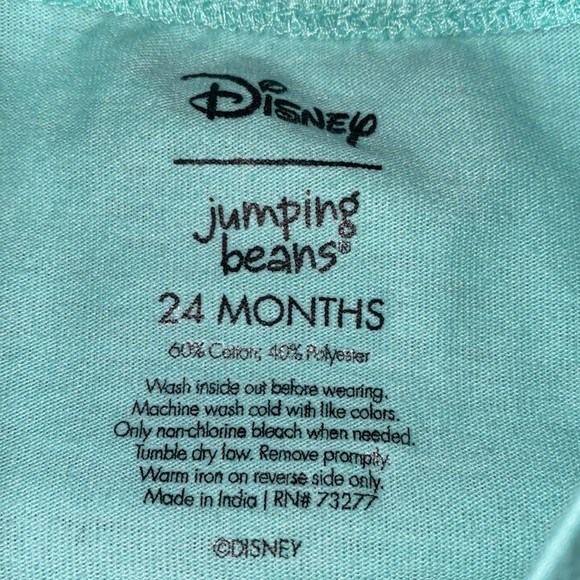 Disney
jumping
beans®
24 MONTHS
60% Cotton; 40% Polyester
Wash inside out before wearing.
Machine wash cold with like colors.
Only non-chlorine bleach when needed.
Tumble dry low. Remove promptly.
Warm iron on reverse side only.
Made in India | RN# 73277
©DISNEY